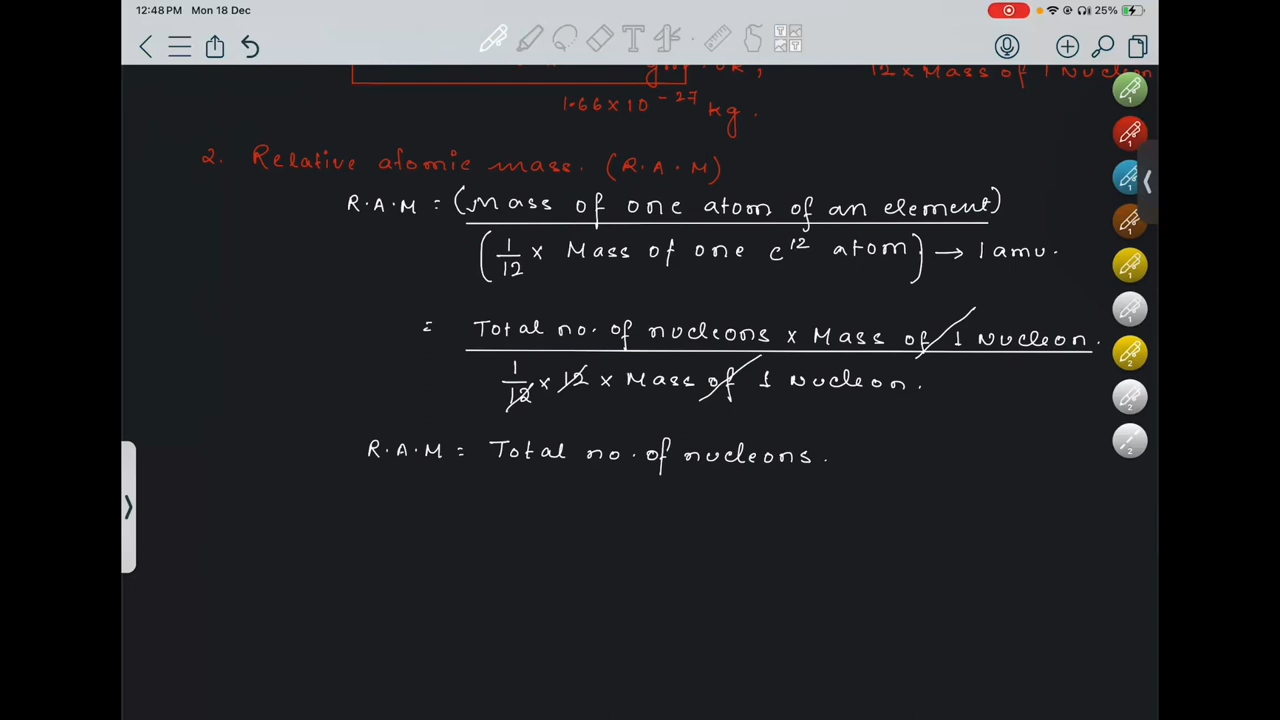 12:48 PM Mon 18 Dec
25%
12 x Mass of 1 Nucleon
1.66 x 10^-27 kg.
2. Relative atomic mass. (R.A.M)
R.A.M = (Mass of one atom of an element)
(1/12 x Mass of one C^12 atom) → 1 amu.
= Total no. of nucleons x Mass of 1 Nucleon.
1/12 x 12 x Mass of 1 Nucleon.
R.A.M = Total no. of nucleons.